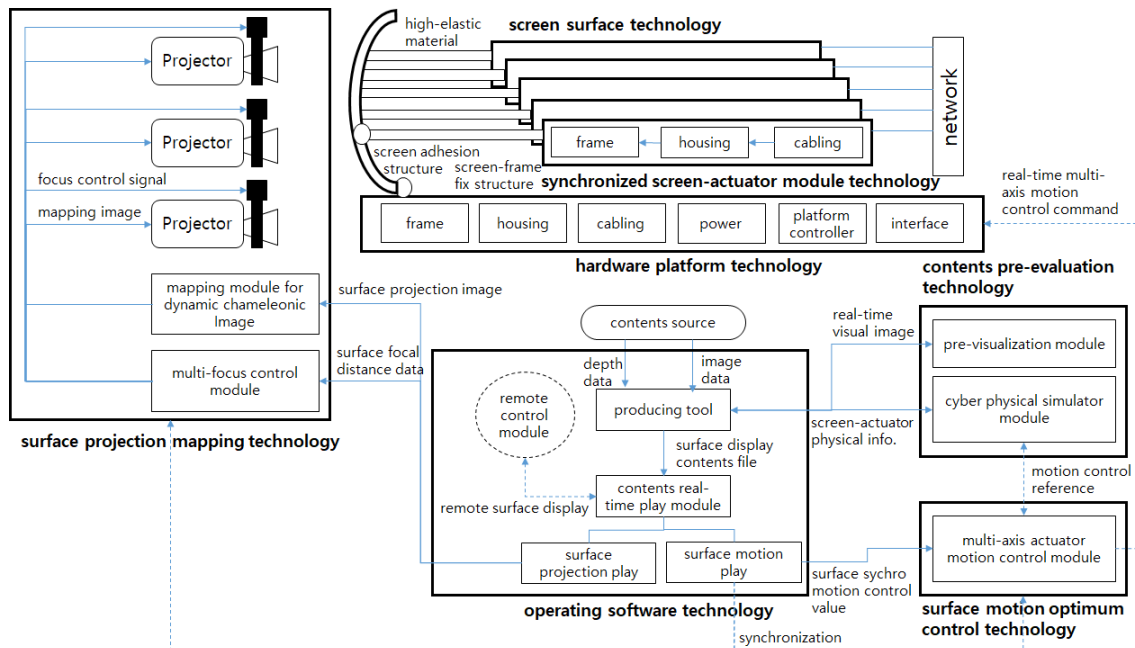 Projector
Projector
focus control signal
mapping image
Projector
mapping module for
dynamic chameleonic
Image
multi-focus control
module
surface projection mapping technology
high-elastic
material
screen surface technology
network
frame
housing
cabling
screen adhesion
structure
screen-frame
fix structure
synchronized screen-actuator module technology
frame
housing
cabling
power
platform
controller
interface
hardware platform technology
real-time multi-
axis motion
control command
surface projection image
surface focal
distance data
contents source
depth
data
image
data
remote
control
module
producing tool
surface display
contents file
contents real-
time play module
remote surface display
surface
projection play
surface motion
play
operating software technology
synchronization
contents pre-evaluation
technology
real-time
visual image
pre-visualization module
cyber physical simulator
module
screen-actuator
physical info.
motion control
reference
multi-axis actuator
motion control module
surface sychro
motion control
value
surface motion optimum
control technology